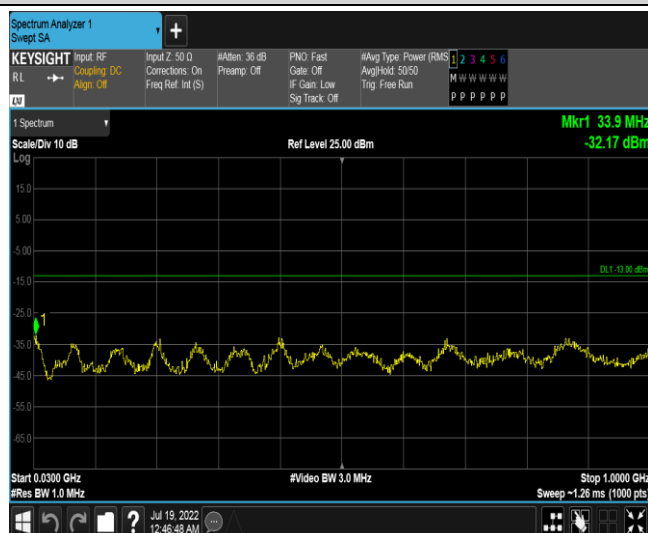 Spectrum Analyzer 1
Swept SA
+
KEYSIGHT
RL
LXI
Input: RF
Coupling: DC
Align: Off
Input Z: 50 Ω
Corrections: On
Freq Ref: Int (S)
#Atten: 36 dB
Preamp: Off
PNO: Fast
Gate: Off
IF Gain: Low
Sig Track: Off
#Avg Type: Power (RMS
Avg|Hold: 50/50
Trig: Free Run
1 2 3 4 5 6
M W W W W W
P P P P P P
1 Spectrum
Scale/Div 10 dB
Ref Level 25.00 dBm
Mkr1 33.9 MHz
-32.17 dBm
Log
15.0
5.00
-5.00
DL1 -13.00 dBm
-15.0
-25.0
1
-35.0
-45.0
-55.0
-65.0
Start 0.0300 GHz
#Video BW 3.0 MHz
Stop 1.0000 GHz
#Res BW 1.0 MHz
Sweep ~1.26 ms (1000 pts)
?
Jul 19, 2022
12:46:48 AM